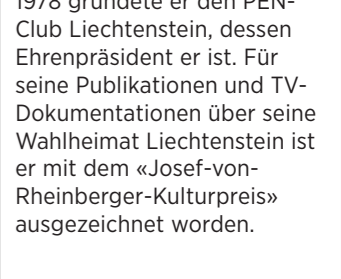 1978 gründete er den PEN-
Club Liechtenstein, dessen
Ehrenpräsident er ist. Für
seine Publikationen und TV-
Dokumentationen über seine
Wahlheimat Liechtenstein ist
er mit dem «Josef-von-
Rheinberger-Kulturpreis»
ausgezeichnet worden.